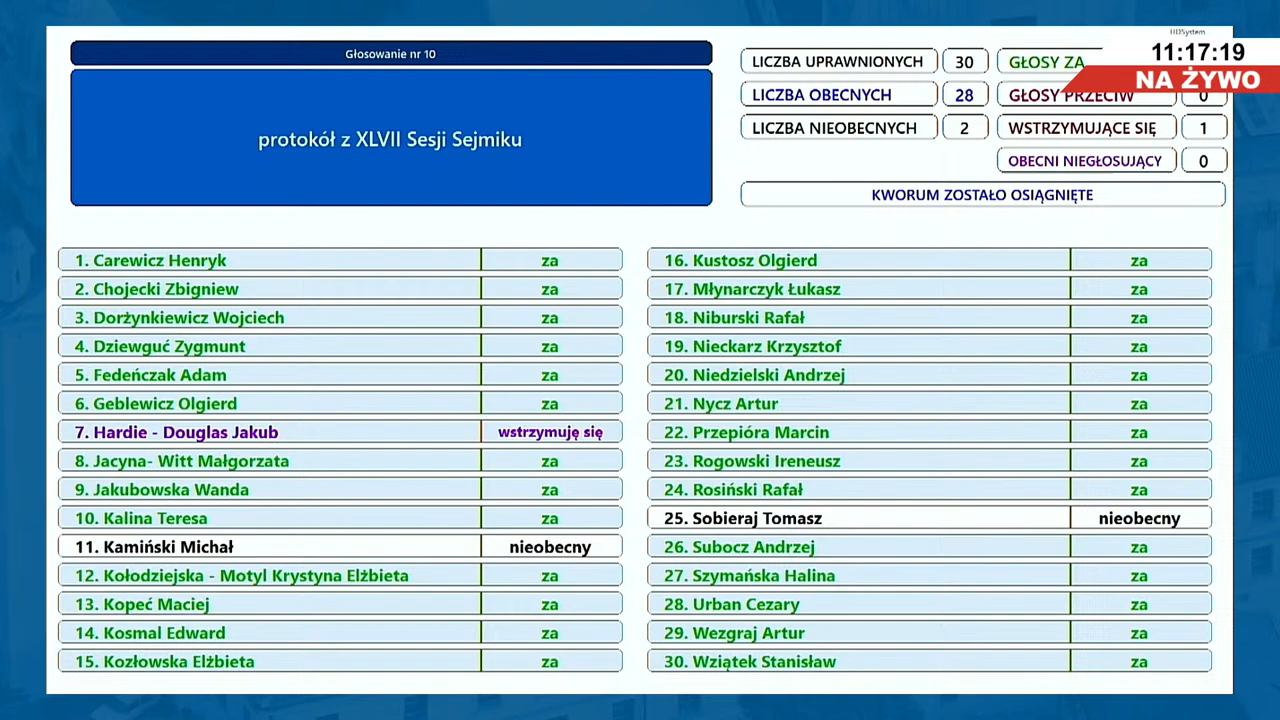 HDSystem
11:17:19
NA ŻYWO
Głosowanie nr 10
protokół z XLVII Sesji Sejmiku
LICZBA UPRAWNIONYCH 30 GŁOSY ZA
LICZBA OBECNYCH 28 GŁOSY PRZECIW 0
LICZBA NIEOBECNYCH 2 WSTRZYMUJĄCE SIĘ 1
OBECNI NIEGŁOSUJĄCY 0
KWORUM ZOSTAŁO OSIĄGNIĘTE
1. Carewicz Henryk za
2. Chojecki Zbigniew za
3. Dorżynkiewicz Wojciech za
4. Dziewguć Zygmunt za
5. Fedeńczak Adam za
6. Geblewicz Olgierd za
7. Hardie - Douglas Jakub wstrzymuję się
8. Jacyna- Witt Małgorzata za
9. Jakubowska Wanda za
10. Kalina Teresa za
11. Kamiński Michał nieobecny
12. Kołodziejska - Motyl Krystyna Elżbieta za
13. Kopeć Maciej za
14. Kosmal Edward za
15. Kozłowska Elżbieta za
16. Kustosz Olgierd za
17. Młynarczyk Łukasz za
18. Niburski Rafał za
19. Nieckarz Krzysztof za
20. Niedzielski Andrzej za
21. Nycz Artur za
22. Przepióra Marcin za
23. Rogowski Ireneusz za
24. Rosiński Rafał za
25. Sobieraj Tomasz nieobecny
26. Subocz Andrzej za
27. Szymańska Halina za
28. Urban Cezary za
29. Wezgraj Artur za
30. Wziątek Stanisław za